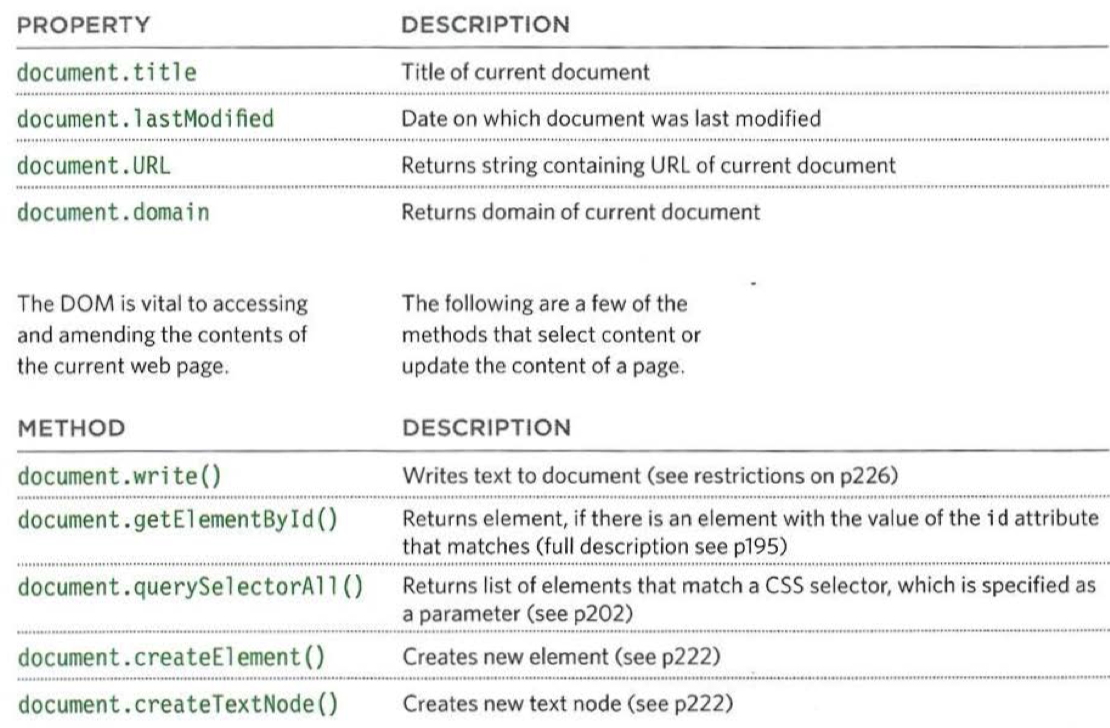 PROPERTY DESCRIPTION
document.title Title of current document
document.lastModified Date on which document was last modified
document.URL Returns string containing URL of current document
document.domain Returns domain of current document
The DOM is vital to accessing
and amending the contents of
the current web page.
The following are a few of the
methods that select content or
update the content of a page.
METHOD DESCRIPTION
document.write() Writes text to document (see restrictions on p226)
document.getElementById() Returns element, if there is an element with the value of the id attribute
that matches (full description see p195)
document.querySelectorAll() Returns list of elements that match a CSS selector, which is specified as
a parameter (see p202)
document.createElement() Creates new element (see p222)
document.createTextNode() Creates new text node (see p222)